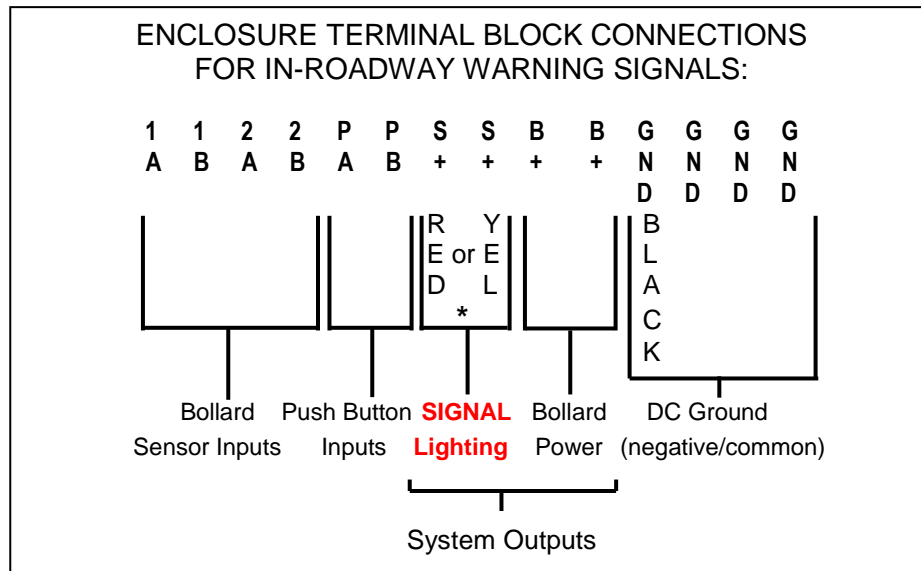 ENCLOSURE TERMINAL BLOCK CONNECTIONS
FOR IN-ROADWAY WARNING SIGNALS:
1 1 2 2 P P S S B B G G G G
A B A B A B + + + + N N N N
D D D D
R Y B
E or E L
D L A
* C
K
Bollard Push Button SIGNAL Bollard DC Ground
Sensor Inputs Inputs Lighting Power (negative/common)
System Outputs